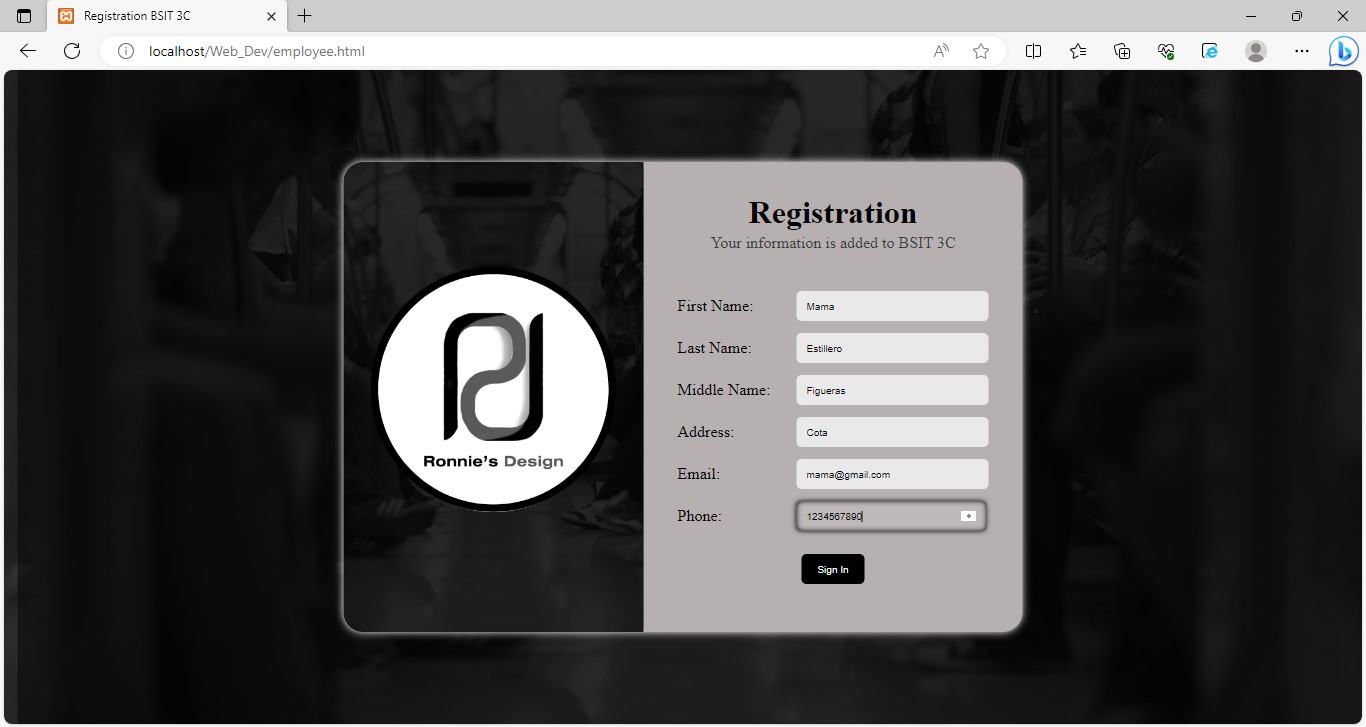 Registration BSIT 3C
localhost/Web_Dev/employee.html
Registration
Your information is added to BSIT 3C
First Name: Mama
Last Name: Estillero
Middle Name: Figueras
Address: Cota
Email: mama@gmail.com
Phone: 1234567890
Sign In
Ronnie's Design